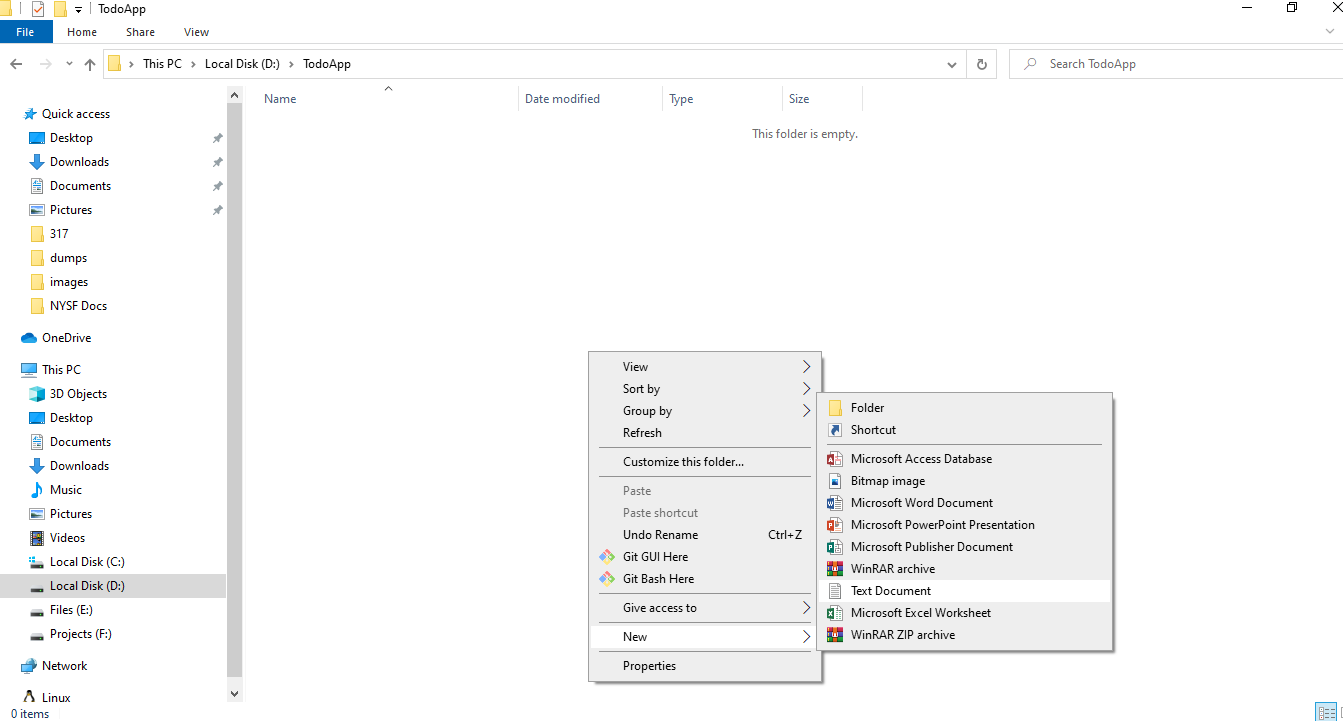 TodoApp
File Home Share View
This PC Local Disk (D:) TodoApp
Search TodoApp
Name Date modified Type Size
This folder is empty.
Quick access
Desktop
Downloads
Documents
Pictures
317
dumps
images
NYSF Docs
OneDrive
This PC
3D Objects
Desktop
Documents
Downloads
Music
Pictures
Videos
Local Disk (C:)
Local Disk (D:)
Files (E:)
Projects (F:)
Network
Linux
0 items
View
Sort by
Group by
Refresh
Customize this folder...
Paste
Paste shortcut
Undo Rename Ctrl+Z
Git GUI Here
Git Bash Here
Give access to
New
Properties
Folder
Shortcut
Microsoft Access Database
Bitmap image
Microsoft Word Document
Microsoft PowerPoint Presentation
Microsoft Publisher Document
WinRAR archive
Text Document
Microsoft Excel Worksheet
WinRAR ZIP archive